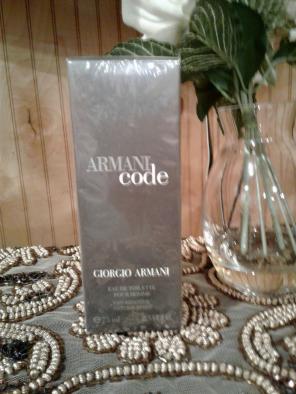 ARMANI
code
GIORGIO ARMANI
EAU DE TOILETTE
POUR HOMME